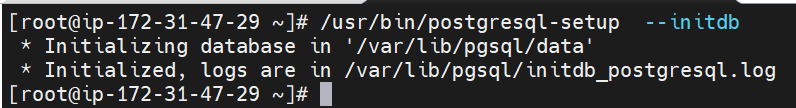 [root@ip-172-31-47-29 ~]# /usr/bin/postgresql-setup  --initdb
 * Initializing database in '/var/lib/pgsql/data'
 * Initialized, logs are in /var/lib/pgsql/initdb_postgresql.log
[root@ip-172-31-47-29 ~]#